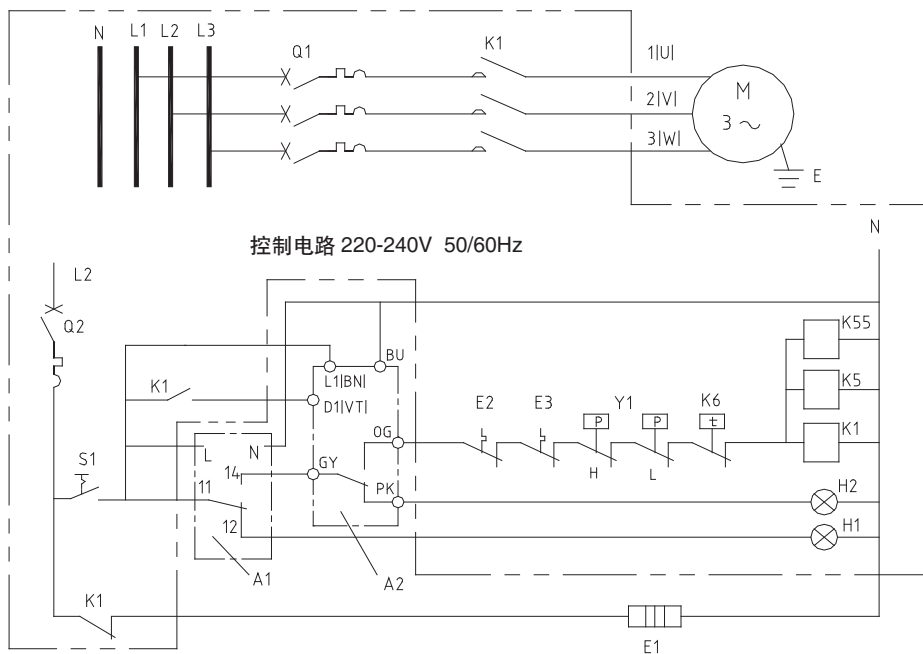 N L1 L2 L3
Q1 K1
1|U|
2|V|
3|W|
M
3 ~
E
N
控制电路 220-240V 50/60Hz
L2
Q2
K55
BU
L1|BN|
K1
D1|VT|
K5
E2 E3 P Y1 P K6 t
OG
K1
S1
L N
14 GY
H L
11
PK
H2
12
H1
A1 A2
K1
E1